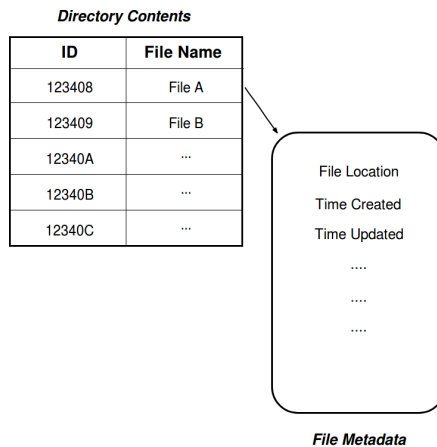 Directory Contents
ID File Name
123408 File A
123409 File B
12340A ...
12340B ...
12340C ...
File Location
Time Created
Time Updated
....
....
....
File Metadata